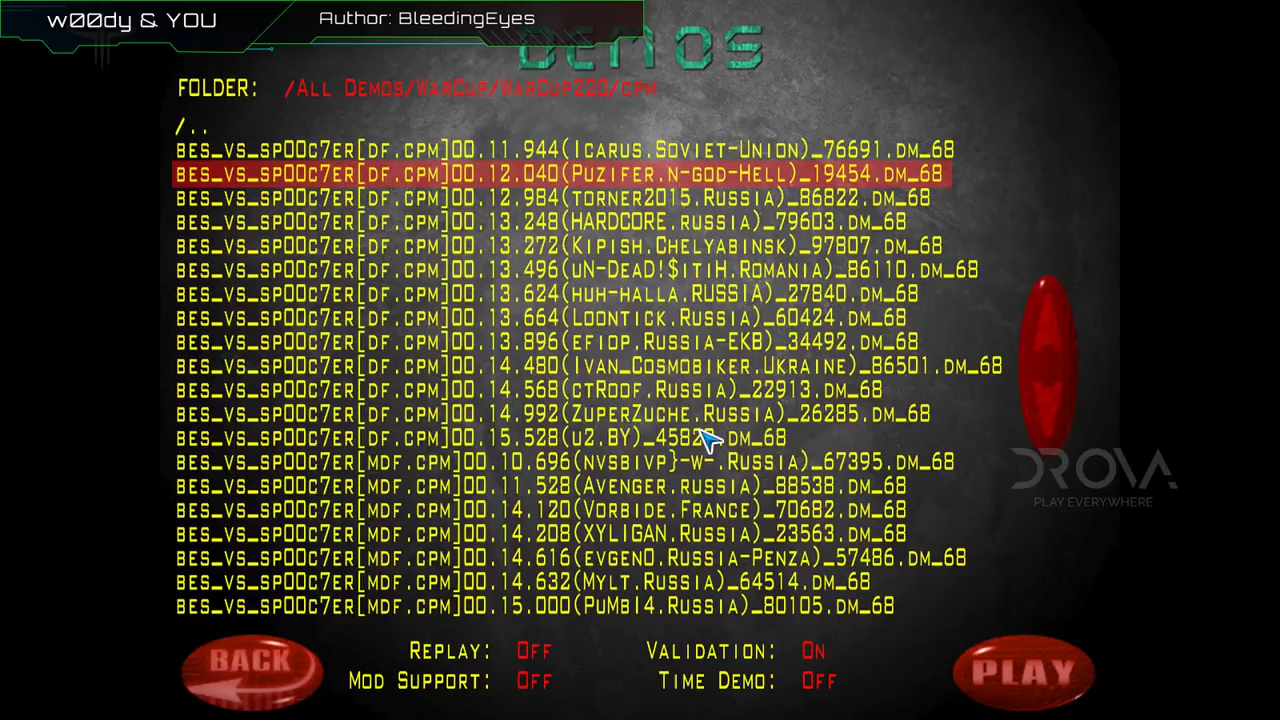 w00dy & YOU
Author: BleedingEyes
DEMOS
FOLDER: /All Demos/WarCup/WarCup220/cpm
/..
bes_vs_sp00c7er[df.cpm]00.11.944(Icarus.Soviet-Union)_76691.dm_68
bes_vs_sp00c7er[df.cpm]00.12.040(Puzifer.n-god-Hell)_19454.dm_68
bes_vs_sp00c7er[df.cpm]00.12.984(torner2015.Russia)_86822.dm_68
bes_vs_sp00c7er[df.cpm]00.13.248(HARDCORE.russia)_79603.dm_68
bes_vs_sp00c7er[df.cpm]00.13.272(Kipish.Chelyabinsk)_97807.dm_68
bes_vs_sp00c7er[df.cpm]00.13.496(uN-DeaD!$itiH.Romania)_86110.dm_68
bes_vs_sp00c7er[df.cpm]00.13.624(huh-halla.RUSSIA)_27840.dm_68
bes_vs_sp00c7er[df.cpm]00.13.664(Loontick.Russia)_60424.dm_68
bes_vs_sp00c7er[df.cpm]00.13.896(efiop.Russia-EKB)_34492.dm_68
bes_vs_sp00c7er[df.cpm]00.14.480(Ivan_Cosmobiker.Ukraine)_86501.dm_68
bes_vs_sp00c7er[df.cpm]00.14.568(ctRoof.Russia)_22913.dm_68
bes_vs_sp00c7er[df.cpm]00.14.992(ZuperZuche.Russia)_26285.dm_68
bes_vs_sp00c7er[df.cpm]00.15.528(u2.BY)
bes_vs_sp00c7er[mdf.cpm]00.10.696(nvsbivp}-w-.Russia)_67395.dm_68
bes_vs_sp00c7er[mdf.cpm]00.11.528(Avenger.russia)_88538.dm_68
bes_vs_sp00c7er[mdf.cpm]00.14.120(Vorbide.France)_70682.dm_68
bes_vs_sp00c7er[mdf.cpm]00.14.208(XYLIGAN.Russia)_23563.dm_68
bes_vs_sp00c7er[mdf.cpm]00.14.616(evgen0.Russia-Penza)_57486.dm_68
bes_vs_sp00c7er[mdf.cpm]00.14.632(Mylt.Russia)_64514.dm_68
bes_vs_sp00c7er[mdf.cpm]00.15.000(PuMb14.Russia)_80105.dm_68
DROVA
PLAY EVERYWHERE
Replay: Off Validation: On
Mod Support: Off Time Demo: Off
BACK
PLAY